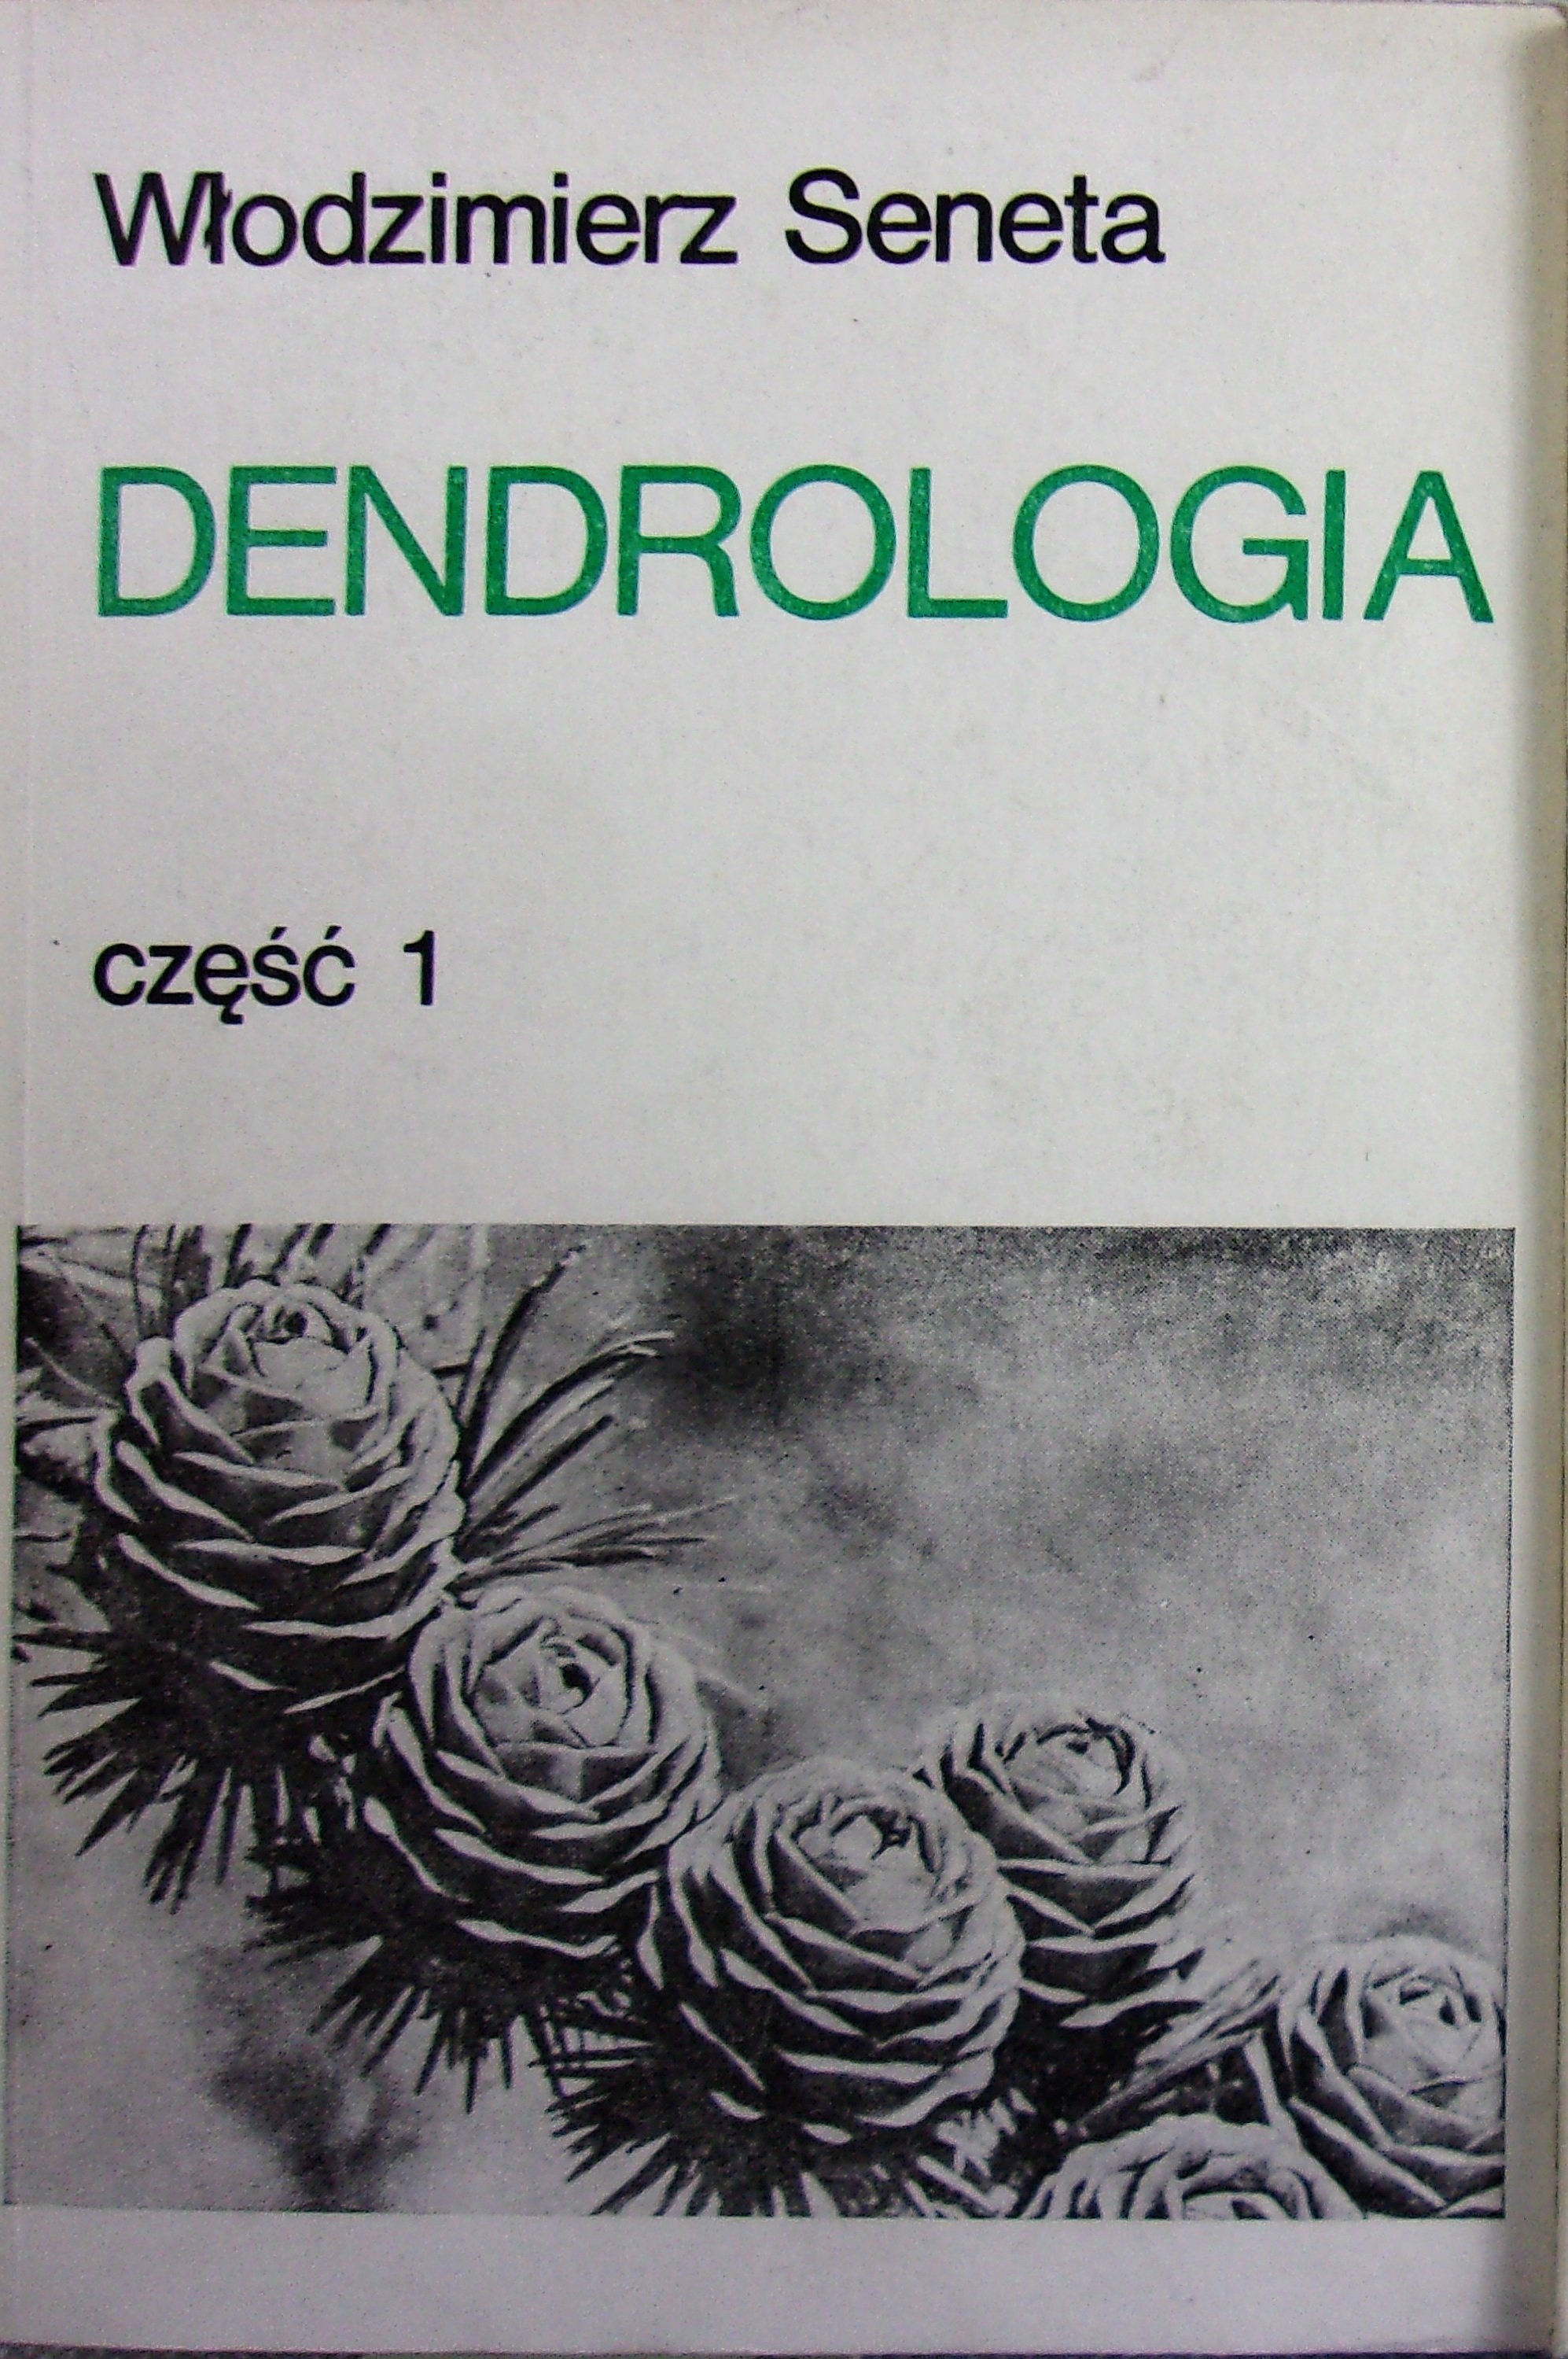 Włodzimierz Seneta
DENDROLOGIA
część 1